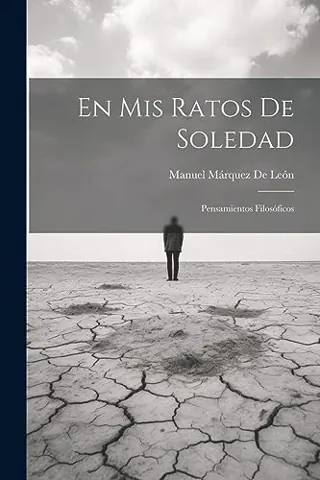 En Mis Ratos De
Soledad
Manuel Márquez De León
Pensamientos Filosóficos